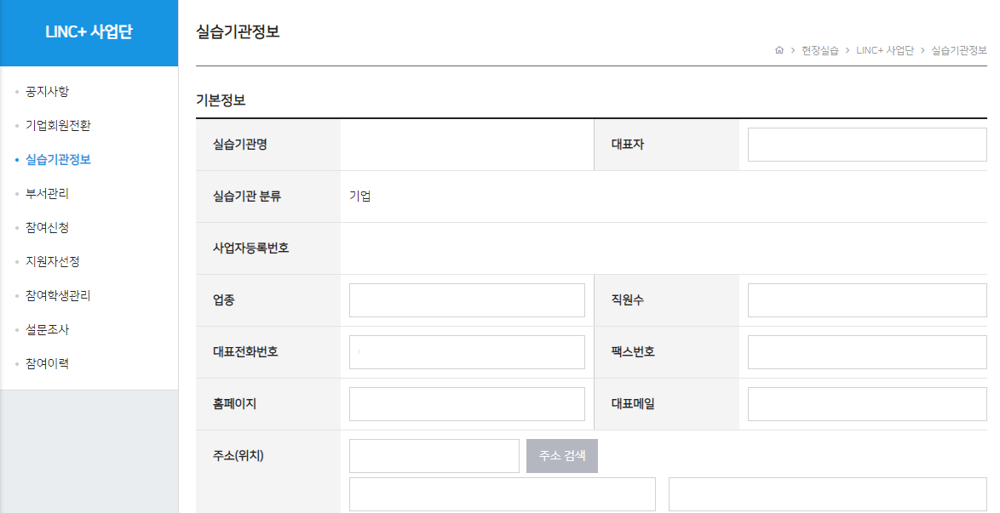 LINC+ 사업단
공지사항
기업회원전환
실습기관정보
부서관리
참여신청
지원자선정
참여학생관리
설문조사
참여이력
실습기관정보
현장실습 > LINC+ 사업단 > 실습기관정보
기본정보
실습기관명 대표자
실습기관 분류 기업
사업자등록번호
업종 직원수
대표전화번호 팩스번호
홈페이지 대표메일
주소(위치) 주소 검색